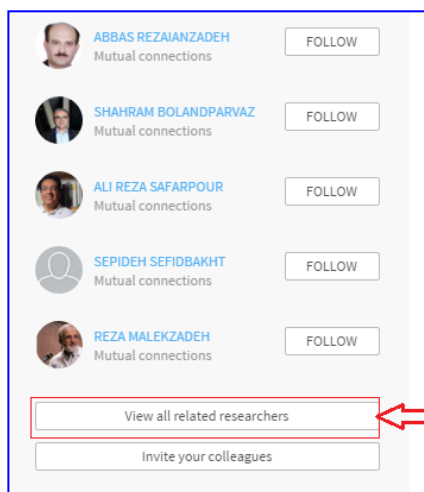 ABBAS REZAIANZADEH
Mutual connections
FOLLOW
SHAHRAM BOLANDPARVAZ
Mutual connections
FOLLOW
ALI REZA SAFARPOUR
Mutual connections
FOLLOW
SEPIDEH SEFIDBAKHT
Mutual connections
FOLLOW
REZA MALEKZADEH
Mutual connections
FOLLOW
View all related researchers
Invite your colleagues